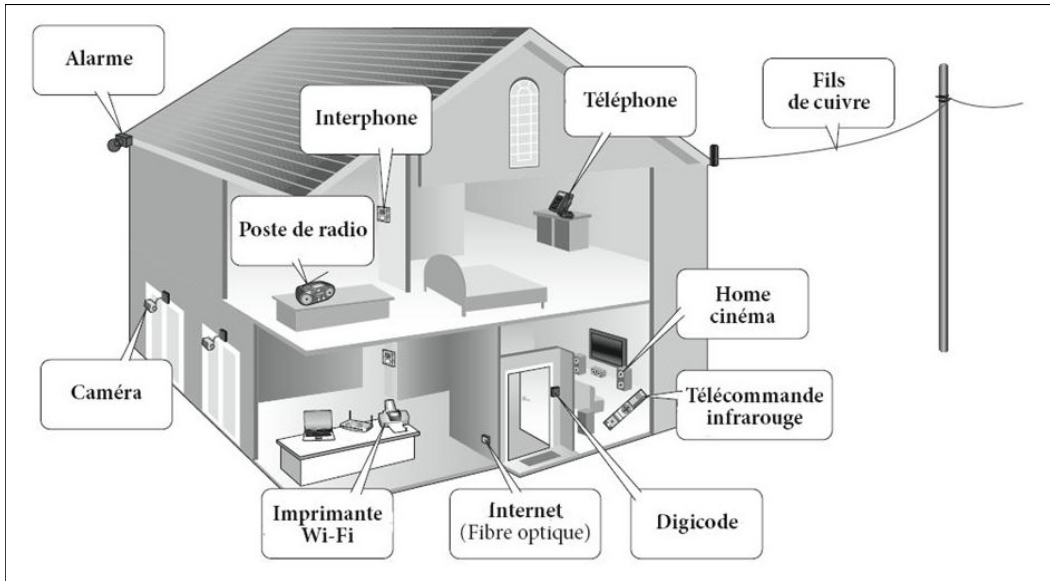 Alarme
Interphone
Téléphone
Fils
de cuivre
Poste de radio
Home
cinéma
Caméra
Télécommande
infrarouge
Imprimante
Wi-Fi
Internet
(Fibre optique)
Digicode